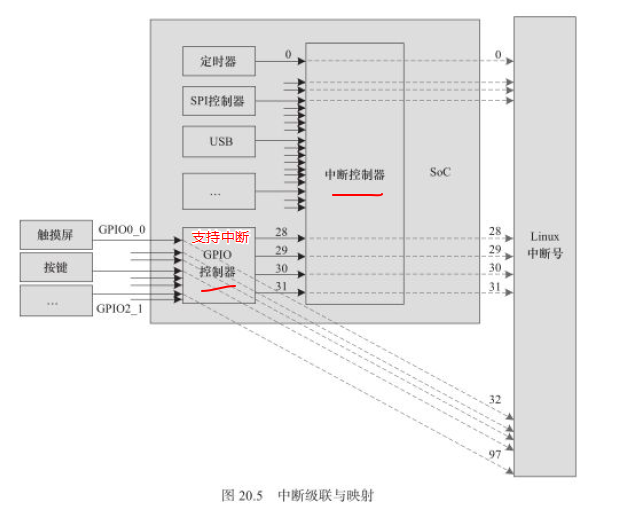 定时器
0
0
SPI控制器
USB
…
中断控制器
SoC
触摸屏
GPIO0_0
支持中断
GPIO
控制器
28
29
30
31
28
29
30
31
Linux
中断号
按键
…
GPIO2_1
32
97
图 20.5 中断级联与映射